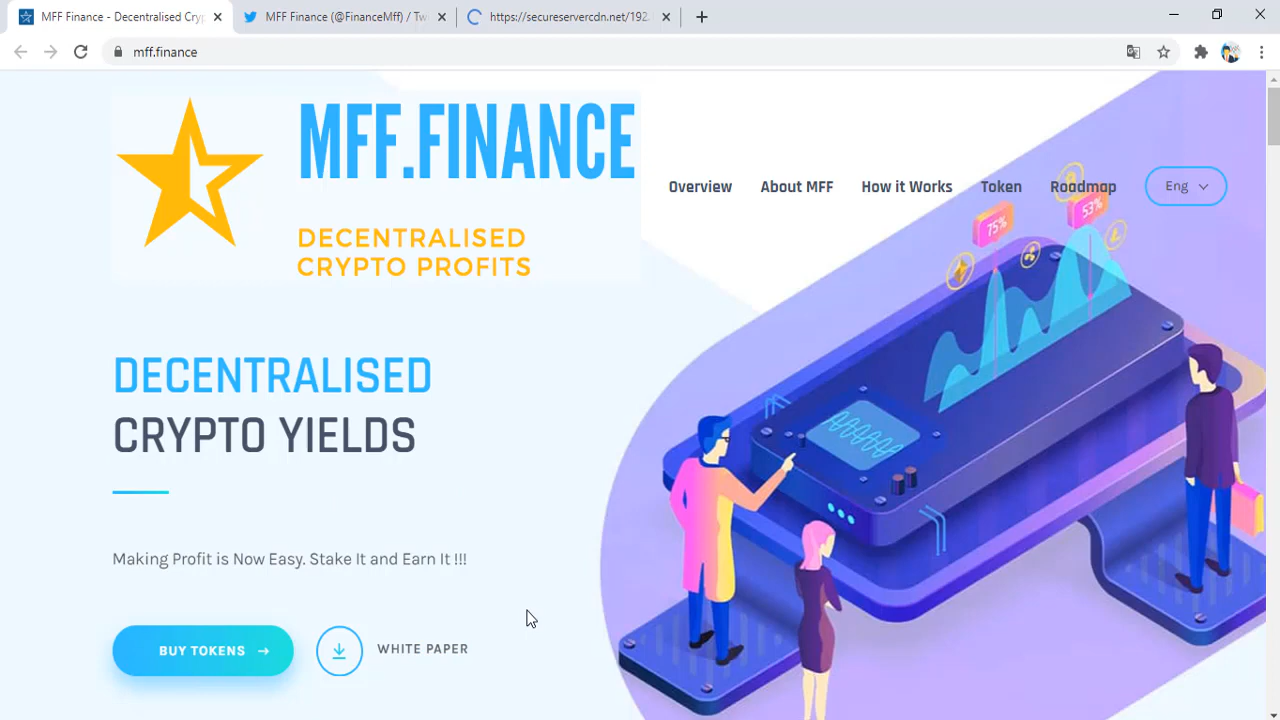 MFF Finance - Decentralised Cryp
MFF Finance (@FinanceMff) / Tw
https://secureservercdn.net/192.
mff.finance
MFF.FINANCE
DECENTRALISED
CRYPTO PROFITS
Overview
About MFF
How it Works
Token
Roadmap
Eng
75%
53%
DECENTRALISED
CRYPTO YIELDS
Making Profit is Now Easy. Stake It and Earn It !!!
BUY TOKENS
WHITE PAPER